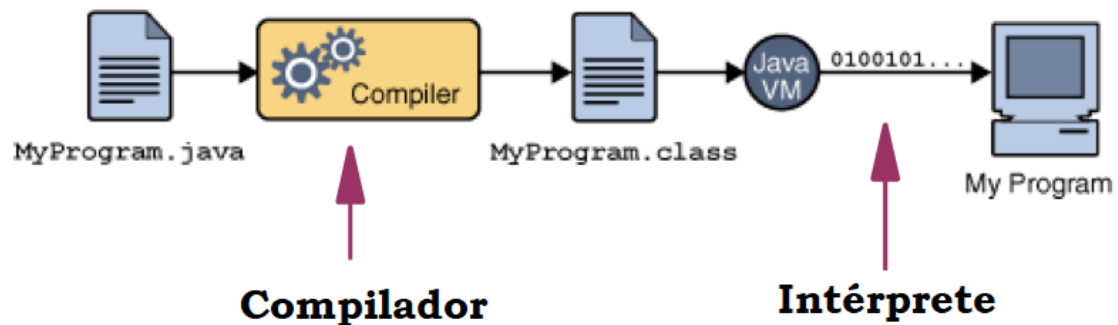 Compiler
Java
VM
0100101...
MyProgram.java
MyProgram.class
My Program
Compilador
Intérprete